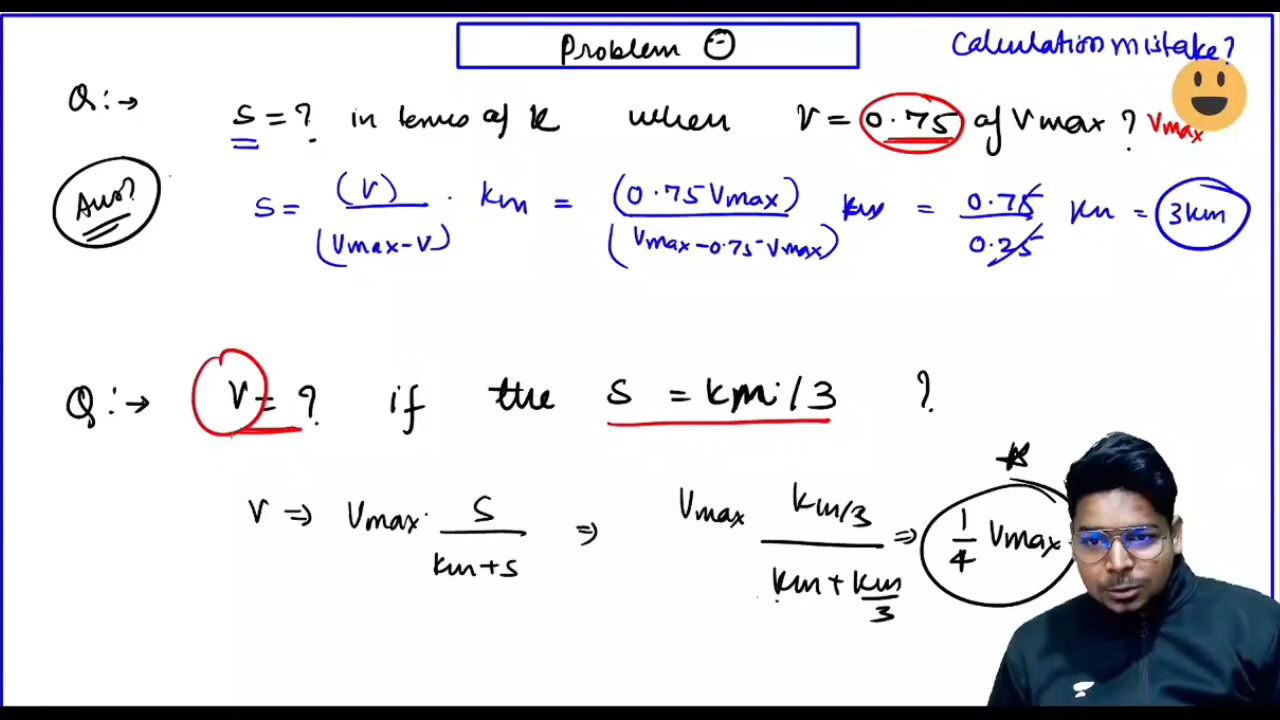 Problem Θ
Calculation mistake?
Q:→
S = ? in terms of K when V = 0.75 of Vmax ? Vmax
Ans?
S = (V) / (Vmax-V) · Km = (0.75 Vmax) / (Vmax-0.75 Vmax) Km = 0.75 / 0.25 Km = 3Km
Q:→ V = ? if the S = Km/3 ?
V ⇒ Vmax · S / Km+S ⇒ Vmax Km/3 / Km + Km/3 ⇒ 1/4 Vmax